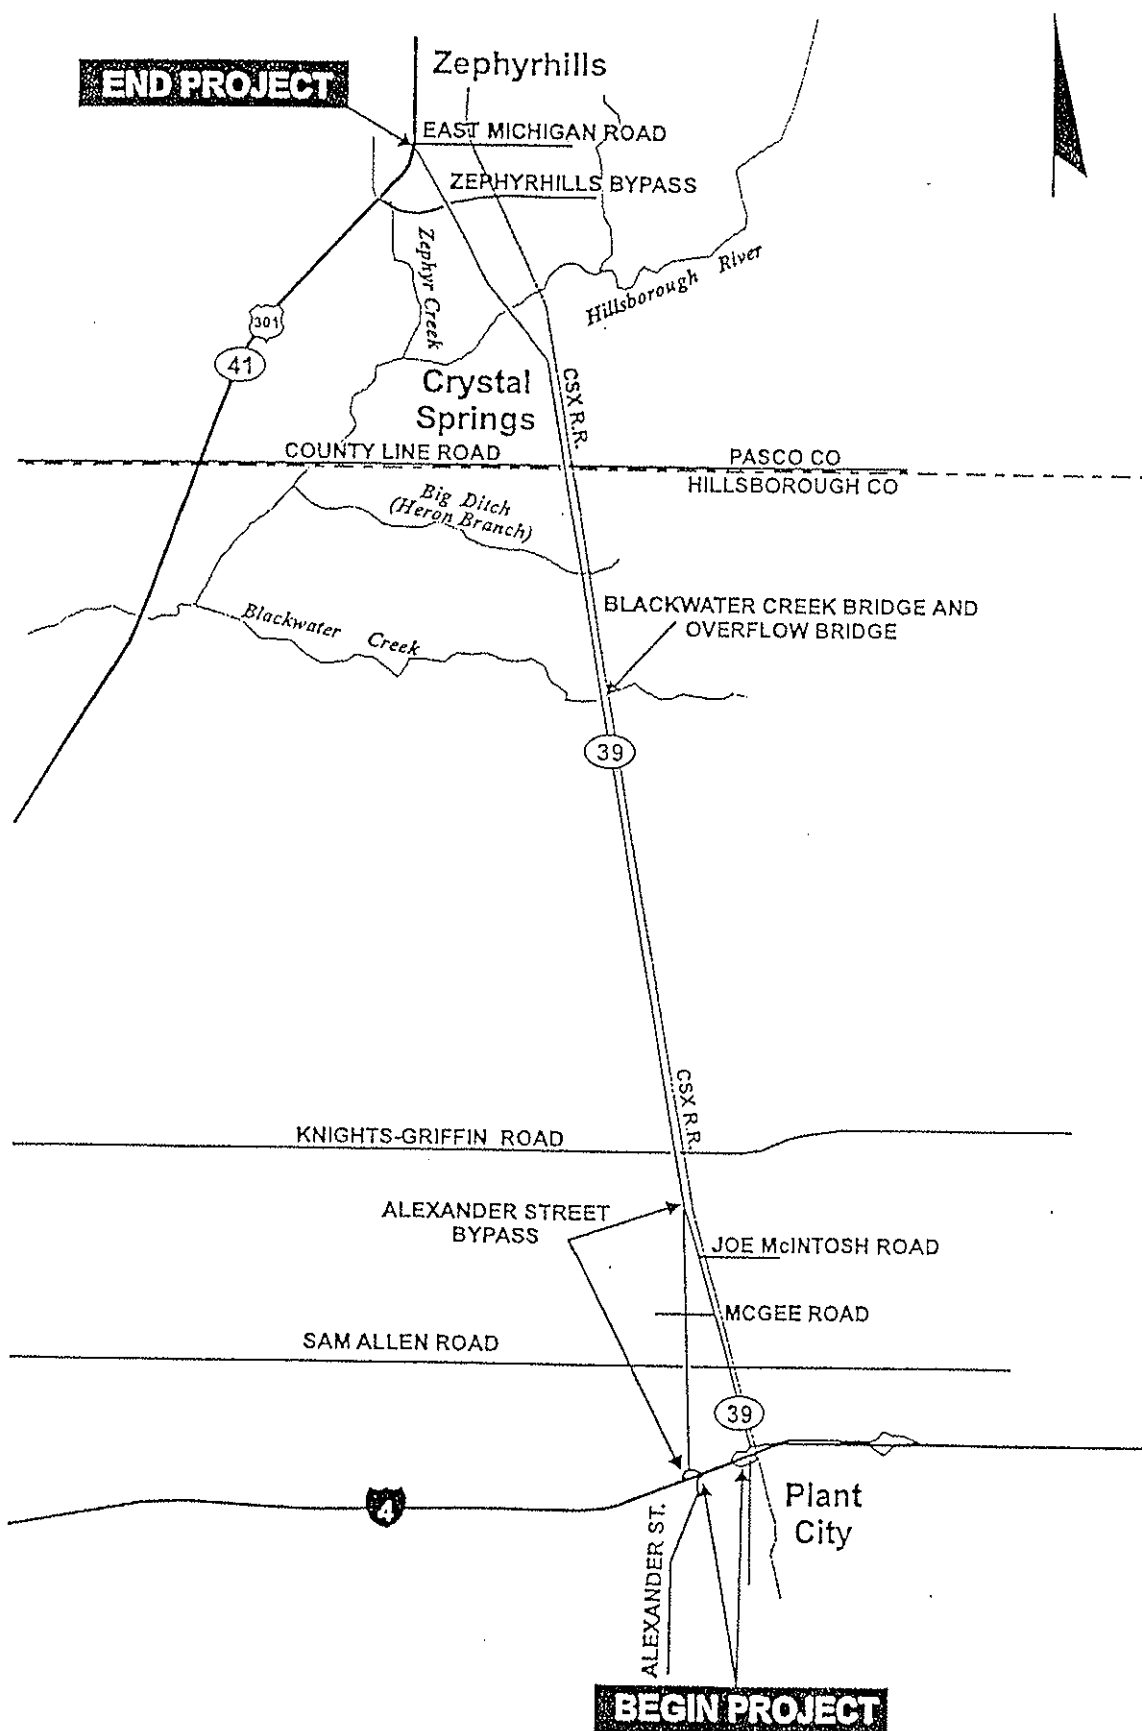 Zephyrhills
END PROJECT
EAST MICHIGAN ROAD
ZEPHYRHILLS BYPASS
Zephyr Creek
Hillsborough River
301
41
Crystal
Springs
CSX R.R.
COUNTY LINE ROAD
PASCO CO
HILLSBOROUGH CO
Big Ditch
(Heron Branch)
BLACKWATER CREEK BRIDGE AND
OVERFLOW BRIDGE
Blackwater Creek
39
CSX R.R.
KNIGHTS-GRIFFIN ROAD
ALEXANDER STREET
BYPASS
JOE McINTOSH ROAD
MCGEE ROAD
SAM ALLEN ROAD
39
4
Plant
City
ALEXANDER ST.
BEGIN PROJECT